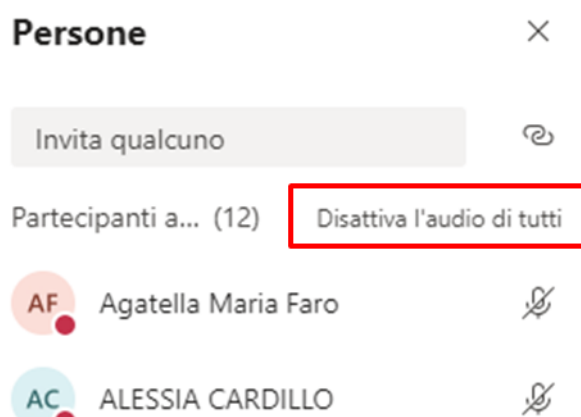 Persone
Invita qualcuno
Partecipanti a... (12) Disattiva l'audio di tutti
AF Agatella Maria Faro
AC ALESSIA CARDILLO